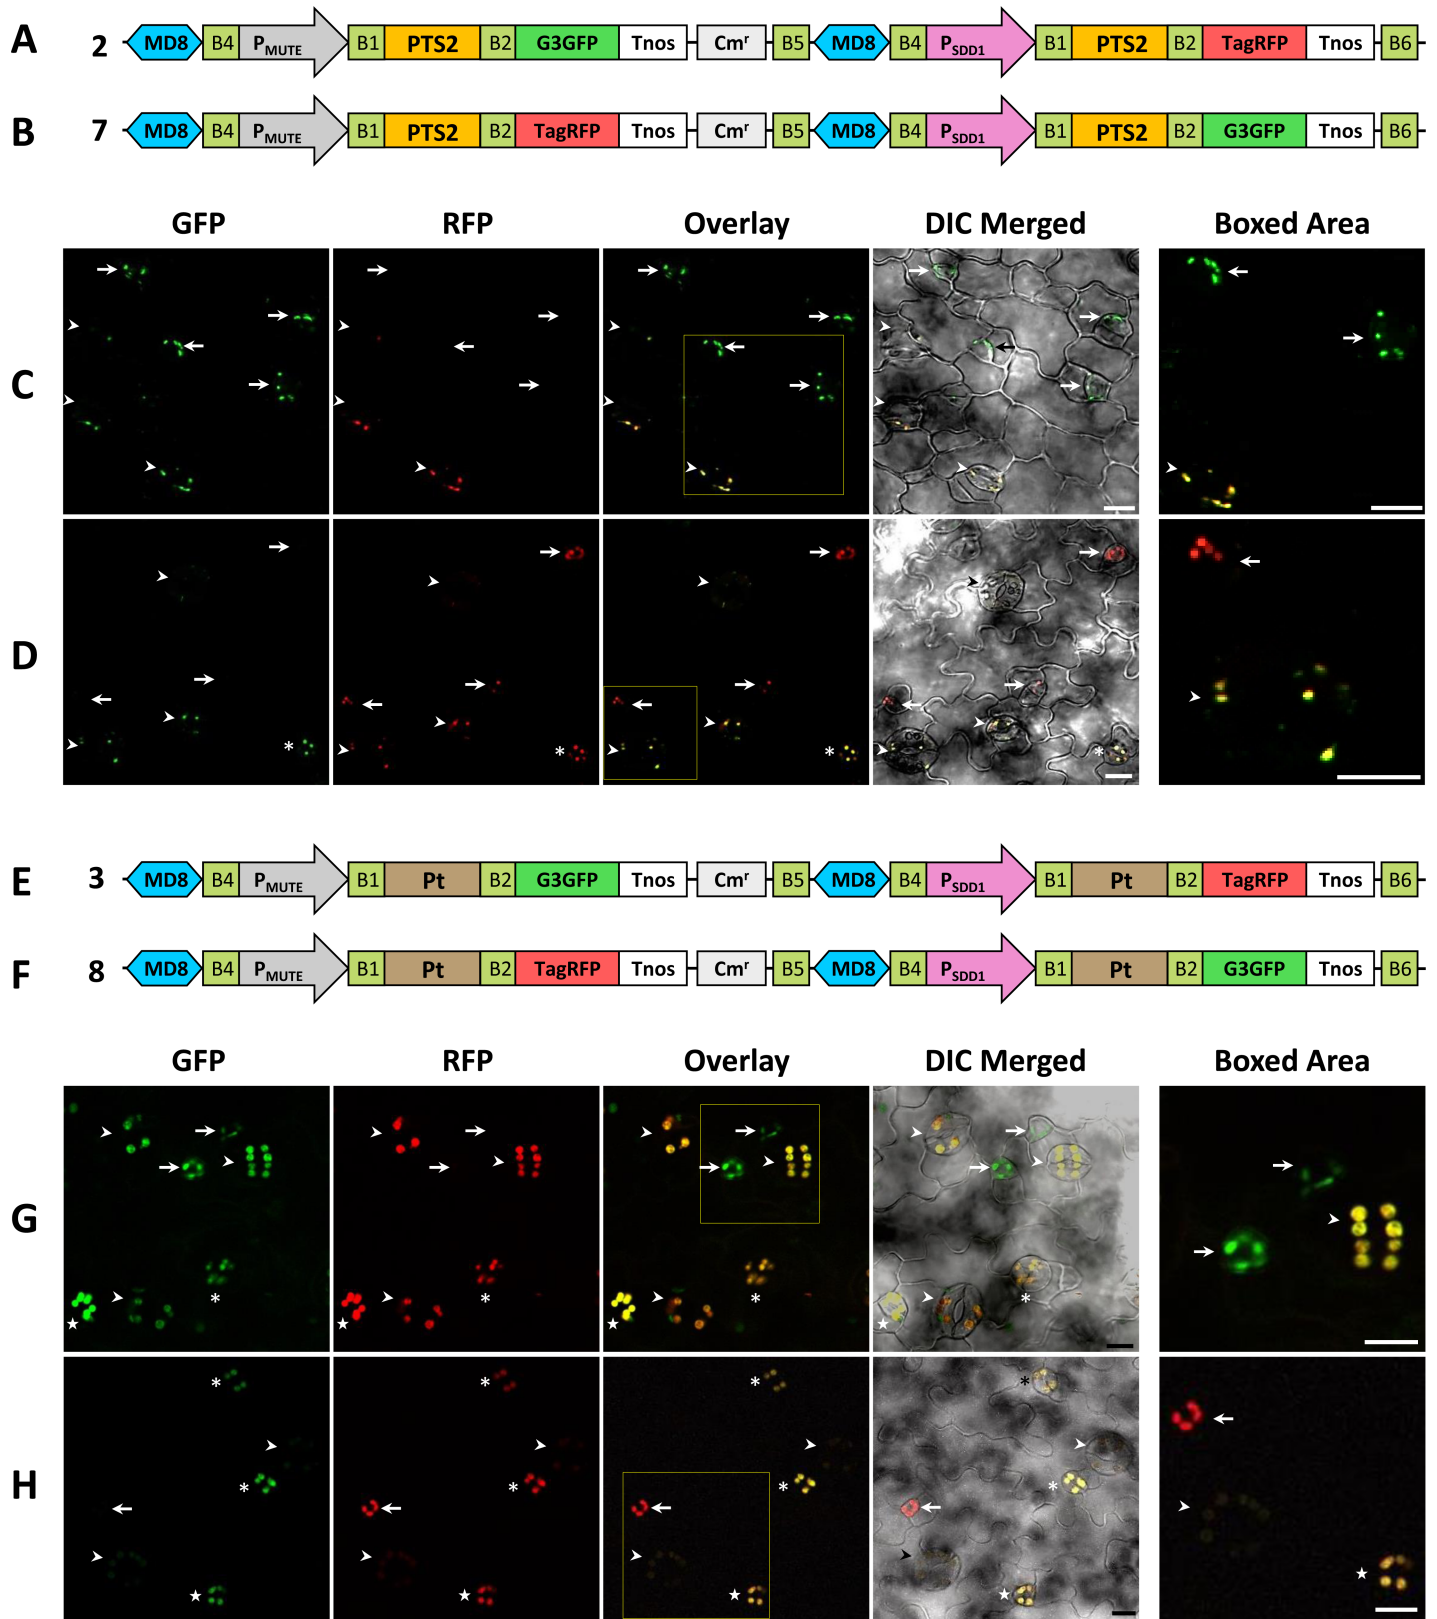 A 2 MD8 B4 PMUTE B1 PTS2 B2 G3GFP Tnos Cmr B5 MD8 B4 PSDD1 B1 PTS2 B2 TagRFP Tnos B6
B 7 MD8 B4 PMUTE B1 PTS2 B2 TagRFP Tnos Cmr B5 MD8 B4 PSDD1 B1 PTS2 B2 G3GFP Tnos B6
GFP RFP Overlay DIC Merged Boxed Area
C
D
* * * *
E 3 MD8 B4 PMUTE B1 Pt B2 G3GFP Tnos Cmr B5 MD8 B4 PSDD1 B1 Pt B2 TagRFP Tnos B6
F 8 MD8 B4 PMUTE B1 Pt B2 TagRFP Tnos Cmr B5 MD8 B4 PSDD1 B1 Pt B2 G3GFP Tnos B6
GFP RFP Overlay DIC Merged Boxed Area
G
* * * *
* * * *
H
* * * *